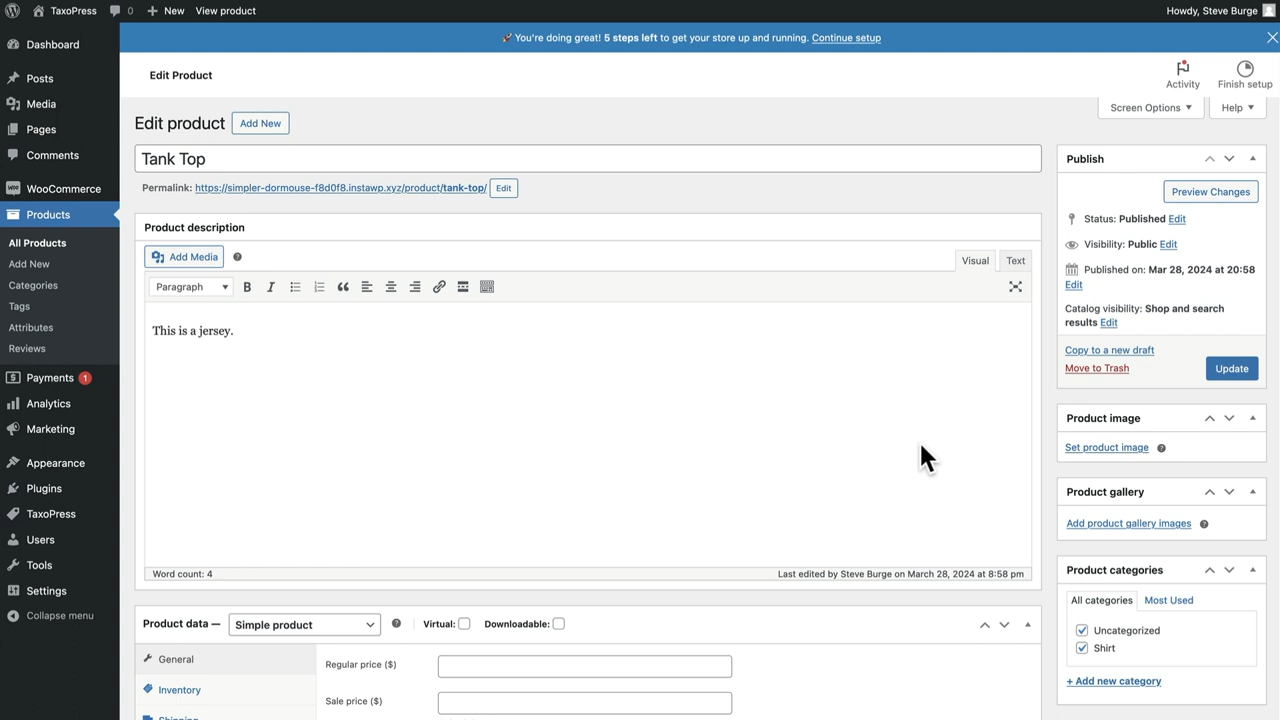 TaxoPress 0 New View product Howdy, Steve Burge
🚀 You're doing great! 5 steps left to get your store up and running. Continue setup
Dashboard
Posts
Media
Pages
Comments
WooCommerce
Products
All Products
Add New
Categories
Tags
Attributes
Reviews
Payments 1
Analytics
Marketing
Appearance
Plugins
TaxoPress
Users
Tools
Settings
Collapse menu
Edit Product
Activity
Finish setup
Screen Options
Help
Edit product Add New
Tank Top
Permalink: https://simpler-dormouse-f8d0f8.instawp.xyz/product/tank-top/ Edit
Product description
Add Media
Visual Text
Paragraph
This is a jersey.
Word count: 4 Last edited by Steve Burge on March 28, 2024 at 8:58 pm
Product data — Simple product Virtual: Downloadable:
General
Inventory
Shipping
Regular price ($)
Sale price ($)
Publish
Preview Changes
Status: Published Edit
Visibility: Public Edit
Published on: Mar 28, 2024 at 20:58
Edit
Catalog visibility: Shop and search
results Edit
Copy to a new draft
Move to Trash
Update
Product image
Set product image
Product gallery
Add product gallery images
Product categories
All categories Most Used
Uncategorized
Shirt
+ Add new category